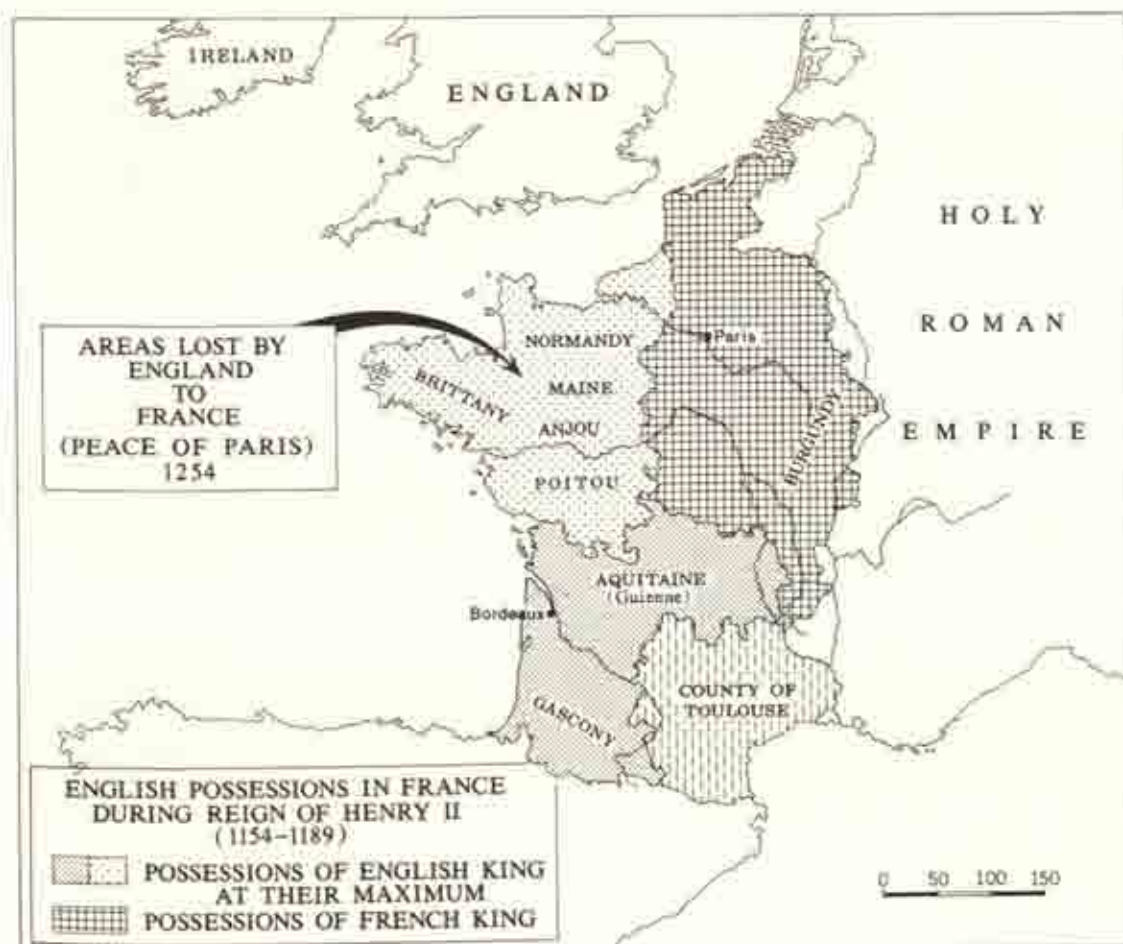 IRELAND
ENGLAND
HOLY
ROMAN
EMPIRE
AREAS LOST BY
ENGLAND
TO
FRANCE
(PEACE OF PARIS)
1254
NORMANDY
Paris
BRITTANY
MAINE
ANJOU
BURGUNDY
POITOU
AQUITAINE
(Guienne)
Bordeaux
COUNTY OF
TOULOUSE
GASCONY
ENGLISH POSSESSIONS IN FRANCE
DURING REIGN OF HENRY II
(1154–1189)
POSSESSIONS OF ENGLISH KING
AT THEIR MAXIMUM
POSSESSIONS OF FRENCH KING
0 50 100 150